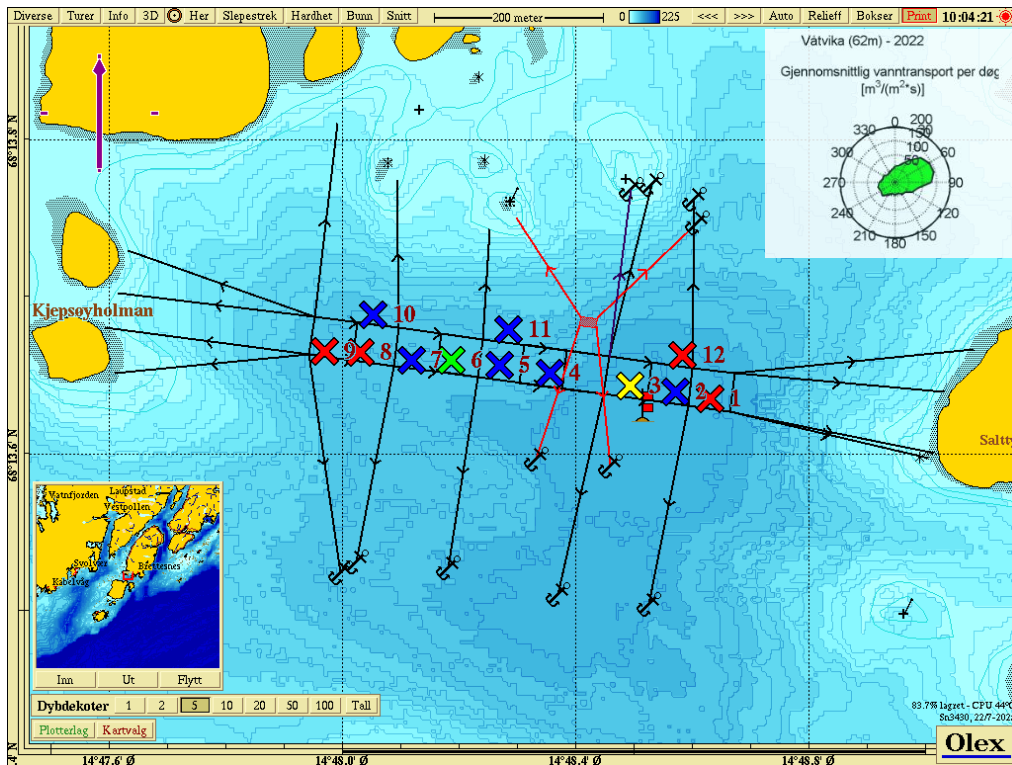 Diverse Turer Info 3D Her Slepestrek Hardhet Bunn Snitt 200 meter 0 225 <<< >>> Auto Relieff Bokser Print 10:04:21
Våtvika (62m) - 2022
Gjennomsnittlig vanntransport per døg
[m³/(m²*s)]
0
330
30
300
60
270
90
240
120
210
150
180
50
100
150
200
68°13.8' N
68°13.6' N
Kjepsøyholman
10
11
9
8
7
6
5
4
3
2
1
12
Saltty
Vatnfjorden
Laupstad
Vestpollen
Svolvær
Kabelvåg
Brettesnes
Inn Ut Flytt
Dybdekoter 1 2 5 10 20 50 100 Tall
Plotterlag Kartvalg
83.7% lagret - CPU 44°C
Olex
14°47.6' Ø 14°48.0' Ø 14°48.4' Ø 14°48.8' Ø